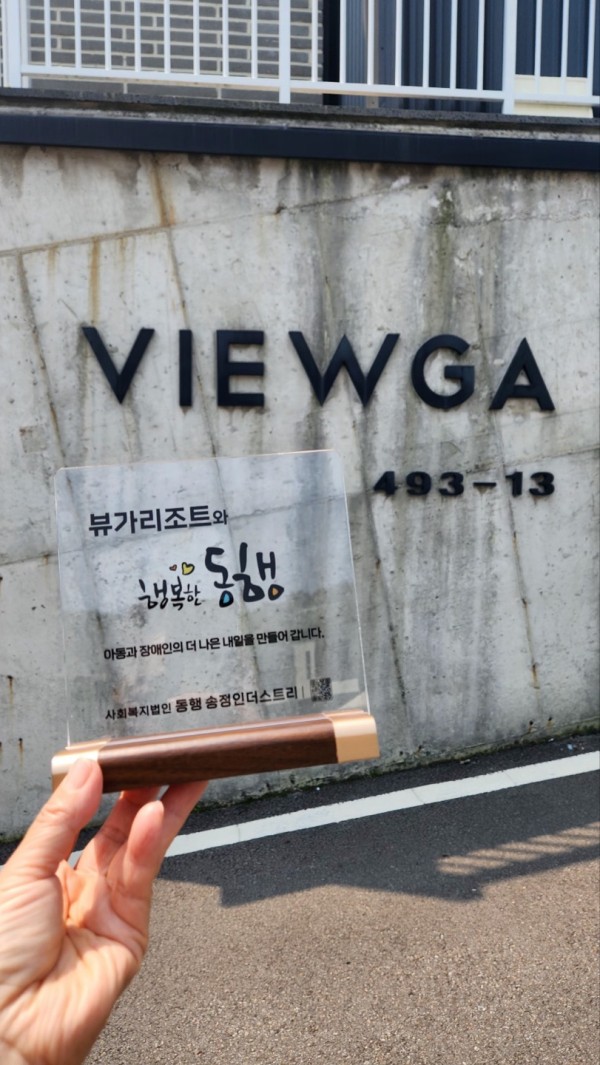 VIEWGA
493-13
뷰가리조트와
행복한 동행
아동과 장애인의 더 나은 내일을 만들어 갑니다.
사회복지법인 동행 송정인더스트리